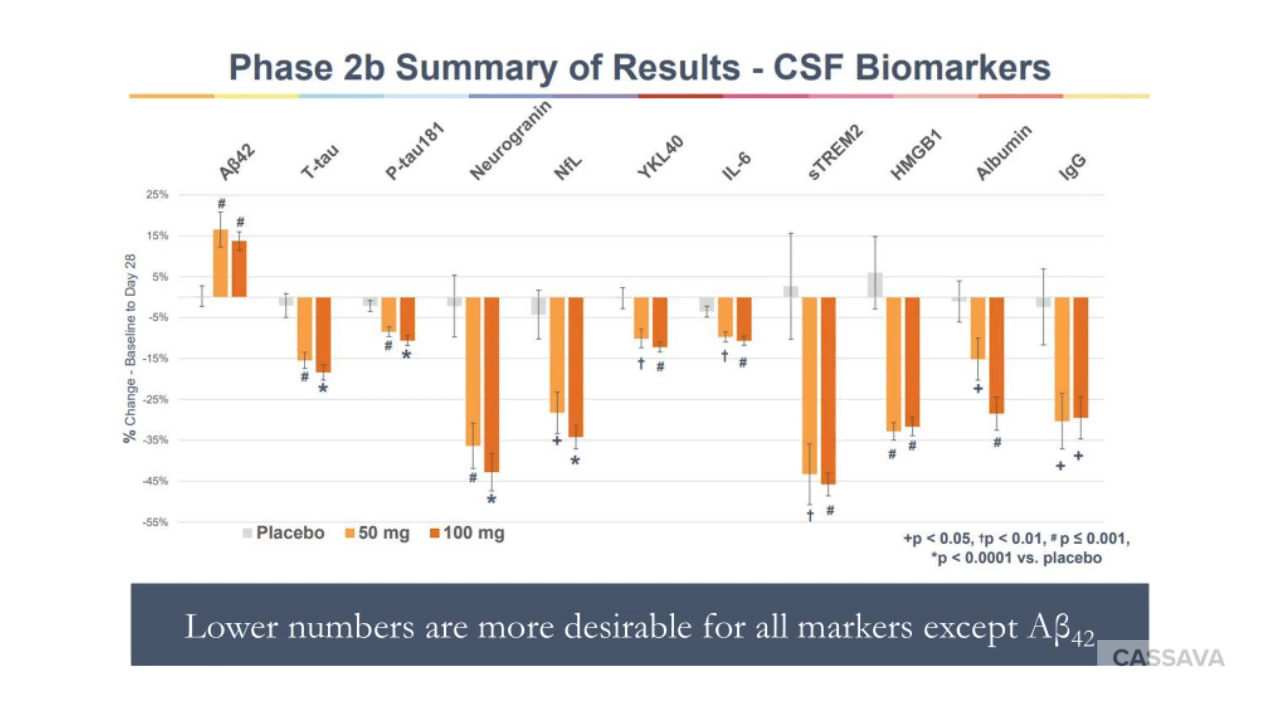 Phase 2b Summary of Results - CSF Biomarkers
Aβ42 T-tau P-tau181 Neurogranin NfL YKL40 IL-6 sTREM2 HMGB1 Albumin IgG
% Change - Baseline to Day 28
25%
15%
5%
-5%
-15%
-25%
-35%
-45%
-55%
# # # * # * # * + * † # † # † # # # + # + +
Placebo 50 mg 100 mg
+p < 0.05, †p < 0.01, #p ≤ 0.001,
*p < 0.0001 vs. placebo
Lower numbers are more desirable for all markers except Aβ42
CASSAVA